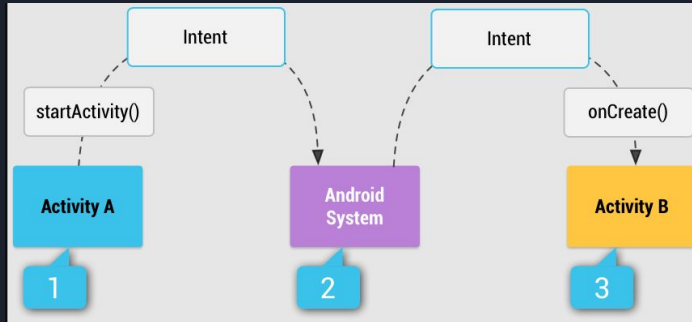 Intent
Intent
startActivity()
onCreate()
Activity A
Android
System
Activity B
1
2
3